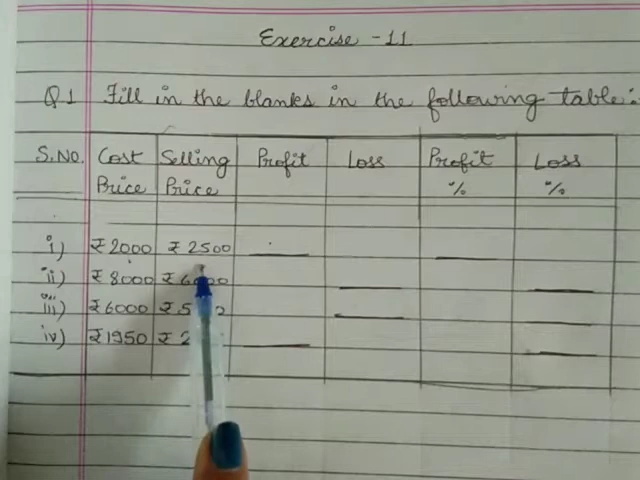 Exercise - 11
Q1 Fill in the blanks in the following table:
S.No. Cost Price Selling Price Profit Loss Profit % Loss %
i) ₹2000 ₹2500
ii) ₹8000 ₹6000
iii) ₹6000
iv) ₹1950